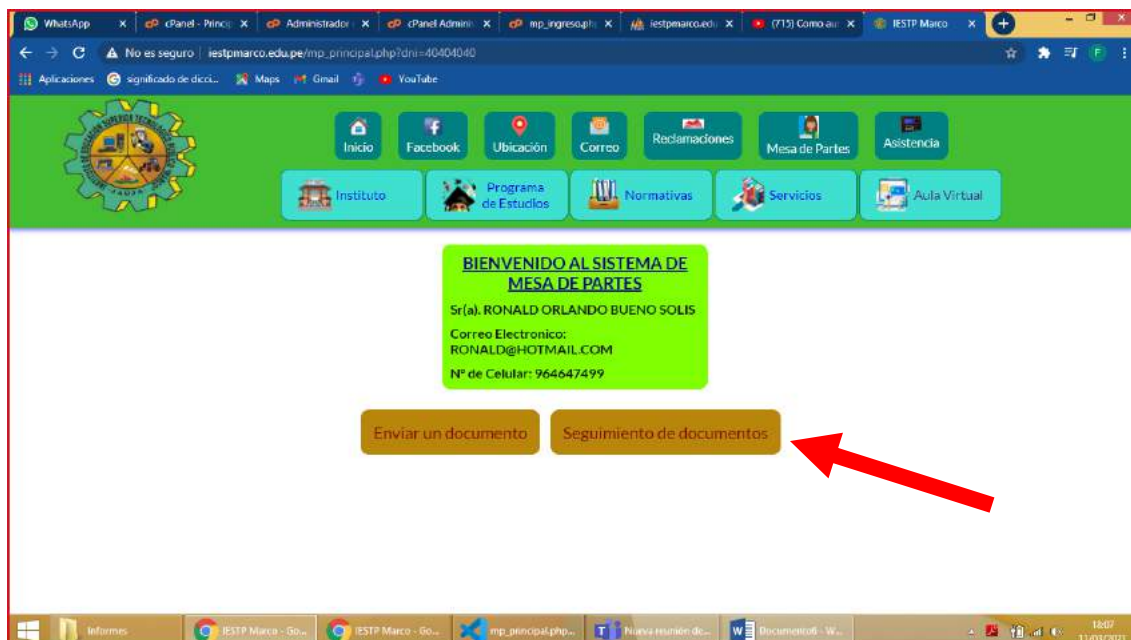 WhatsApp
cPanel - Princip
Administrador
cPanel Admini
mp_ingreso.ph
iestpmarco.edu
(715) Como au
IESTP Marco
No es seguro | iestpmarco.edu.pe/mp_principal.php?dni=40404040
Aplicaciones
significado de dicci...
Maps
Gmail
YouTube
Inicio
Facebook
Ubicación
Correo
Reclamaciones
Mesa de Partes
Asistencia
Instituto
Programa
de Estudios
Normativas
Servicios
Aula Virtual
BIENVENIDO AL SISTEMA DE
MESA DE PARTES
Sr(a). RONALD ORLANDO BUENO SOLIS
Correo Electronico:
RONALD@HOTMAIL.COM
N° de Celular: 964647499
Enviar un documento
Seguimiento de documentos
Informes
IESTP Marco - Go...
IESTP Marco - Go...
mp_principal.php...
Nueva reunión de...
Documento6 - W...
18:07
11/03/2021